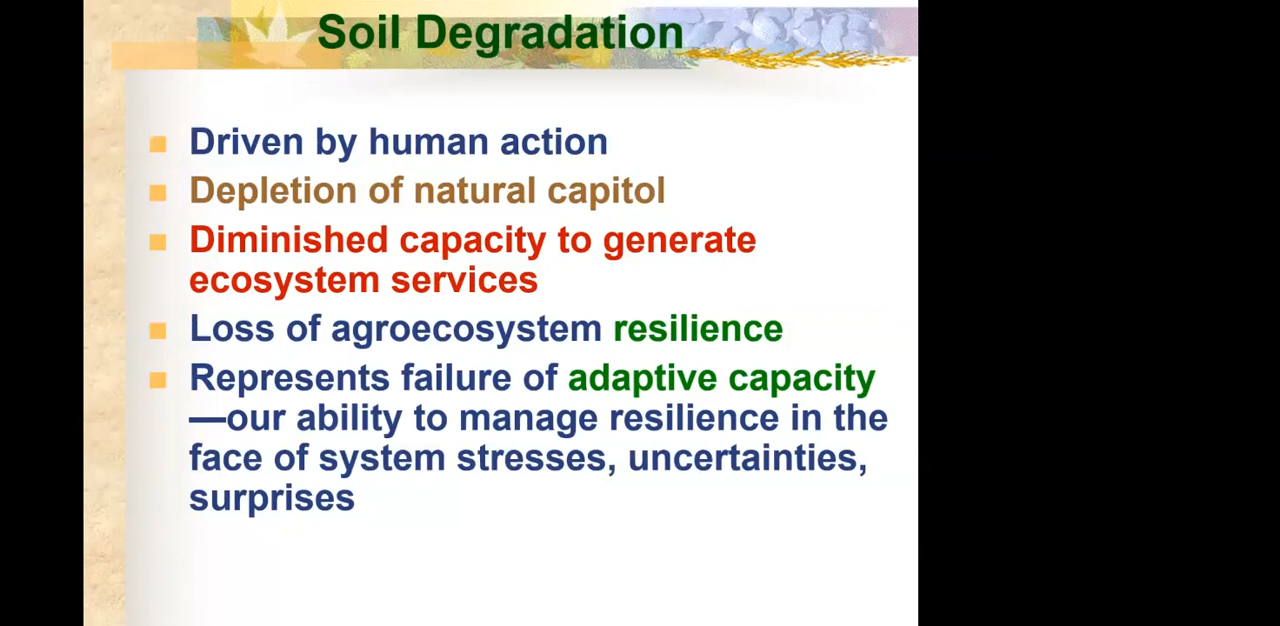 Soil Degradation
Driven by human action
Depletion of natural capitol
Diminished capacity to generate
ecosystem services
Loss of agroecosystem resilience
Represents failure of adaptive capacity
—our ability to manage resilience in the
face of system stresses, uncertainties,
surprises